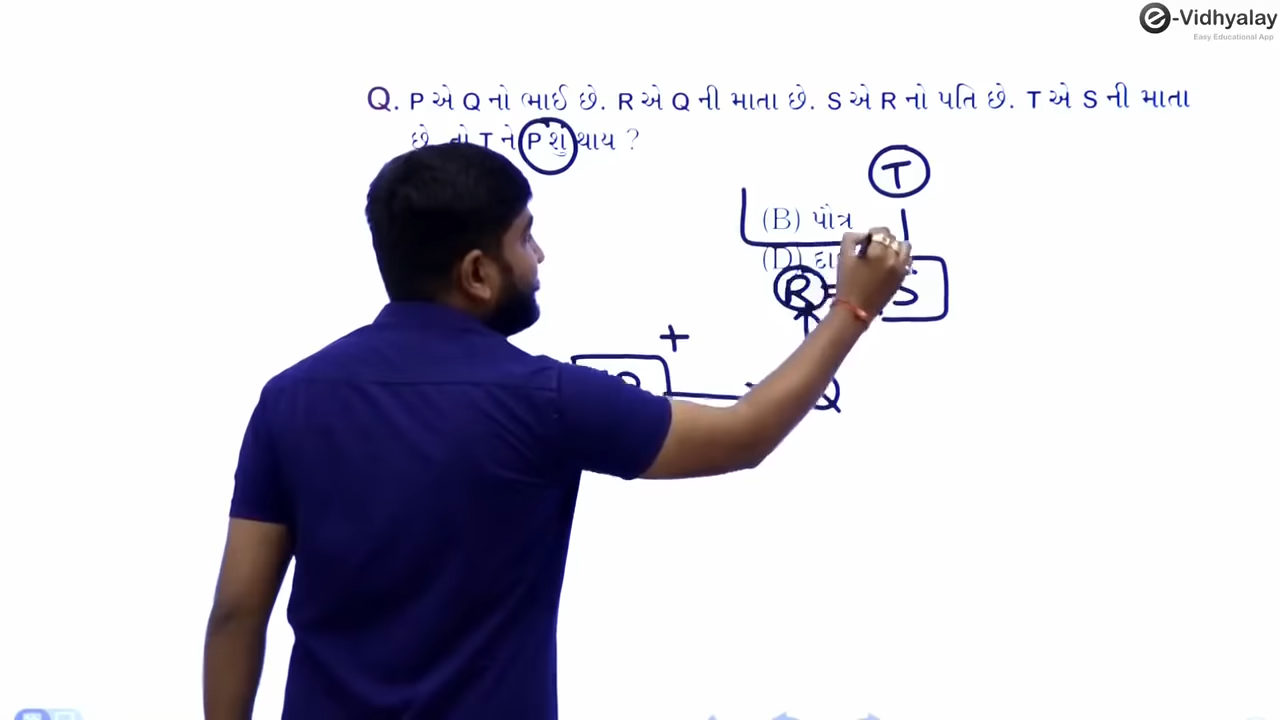 e-Vidhyalay
Easy Educational App
Q. P એ Q નો ભાઈ છે. R એ Q ની માતા છે. S એ R નો પતિ છે. T એ S ની માતા
છે. તો T ને P શું થાય ?
T
(B) પૌત્ર
(D)
R = S
+
Q